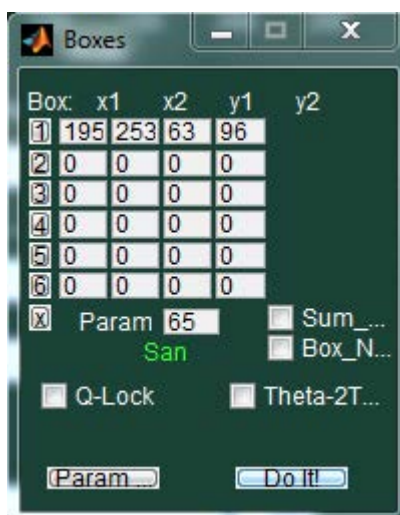 Boxes
Box: x1 x2 y1 y2
1 195 253 63 96
2 0 0 0 0
3 0 0 0 0
4 0 0 0 0
5 0 0 0 0
6 0 0 0 0
X Param 65 Sum_...
San Box_N...
Q-Lock Theta-2T...
Param ... Do It!